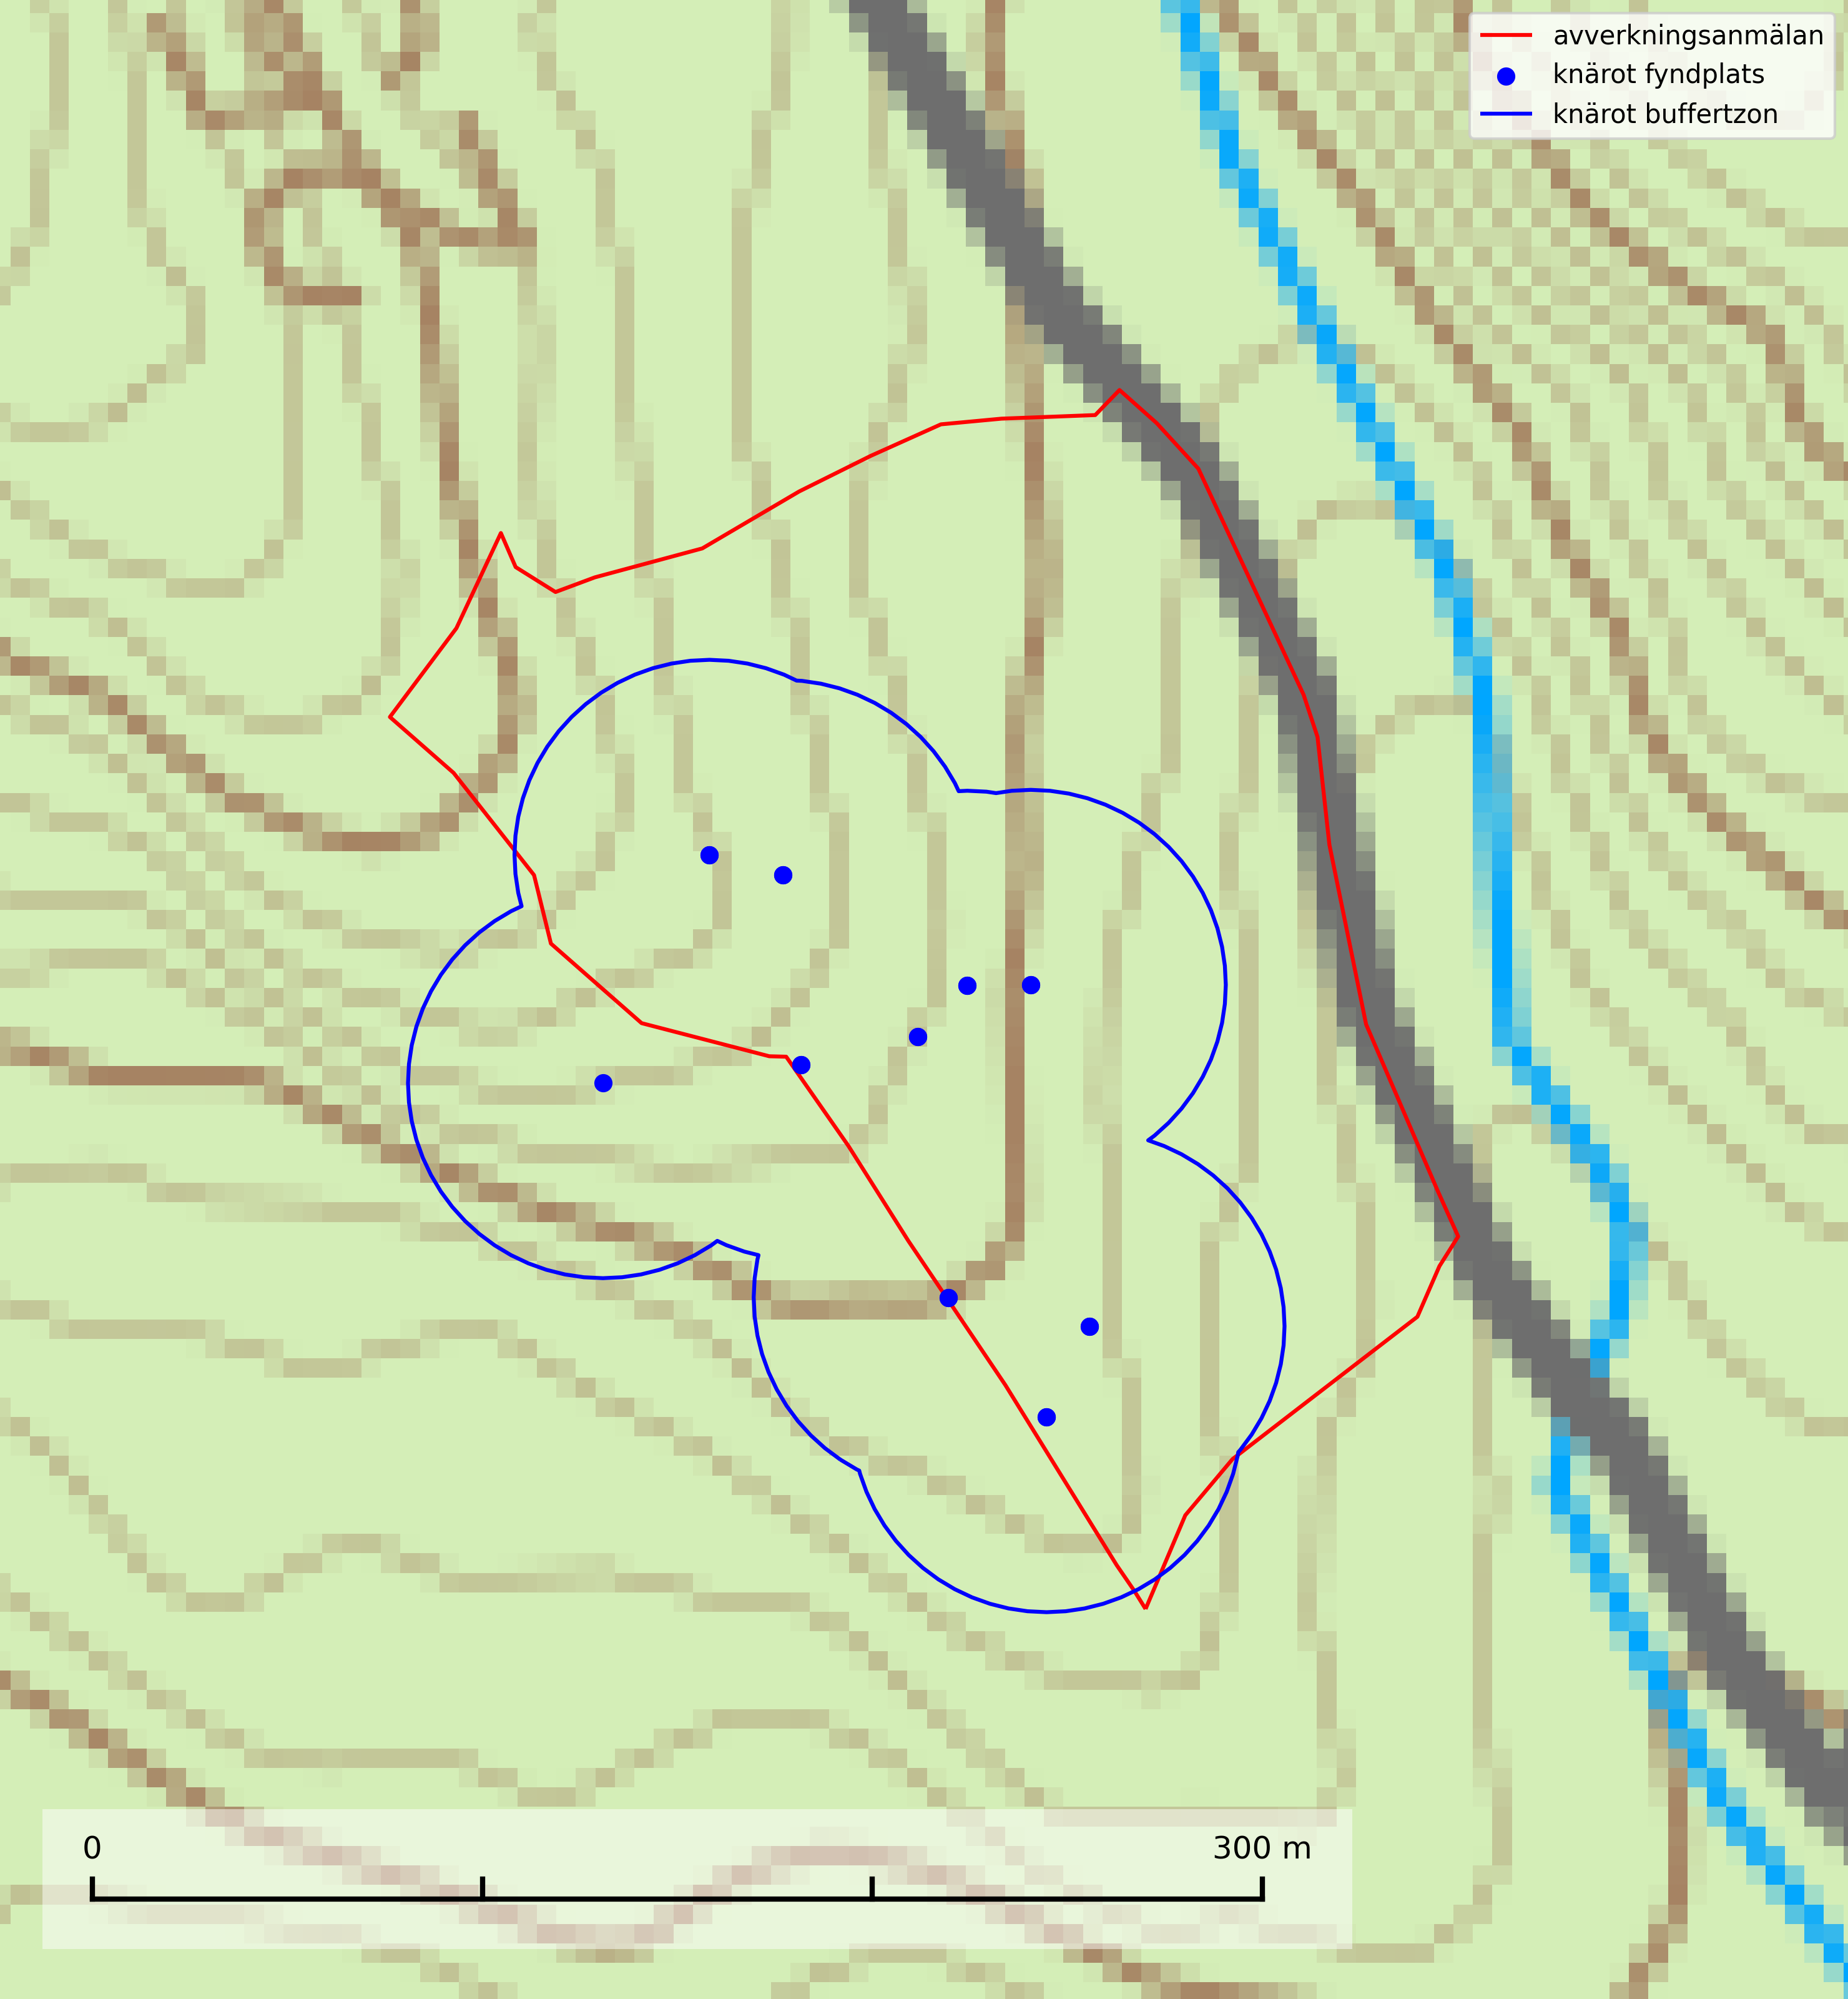 avverkningsanmälan
knärot fyndplats
knärot buffertzon
0
300 m